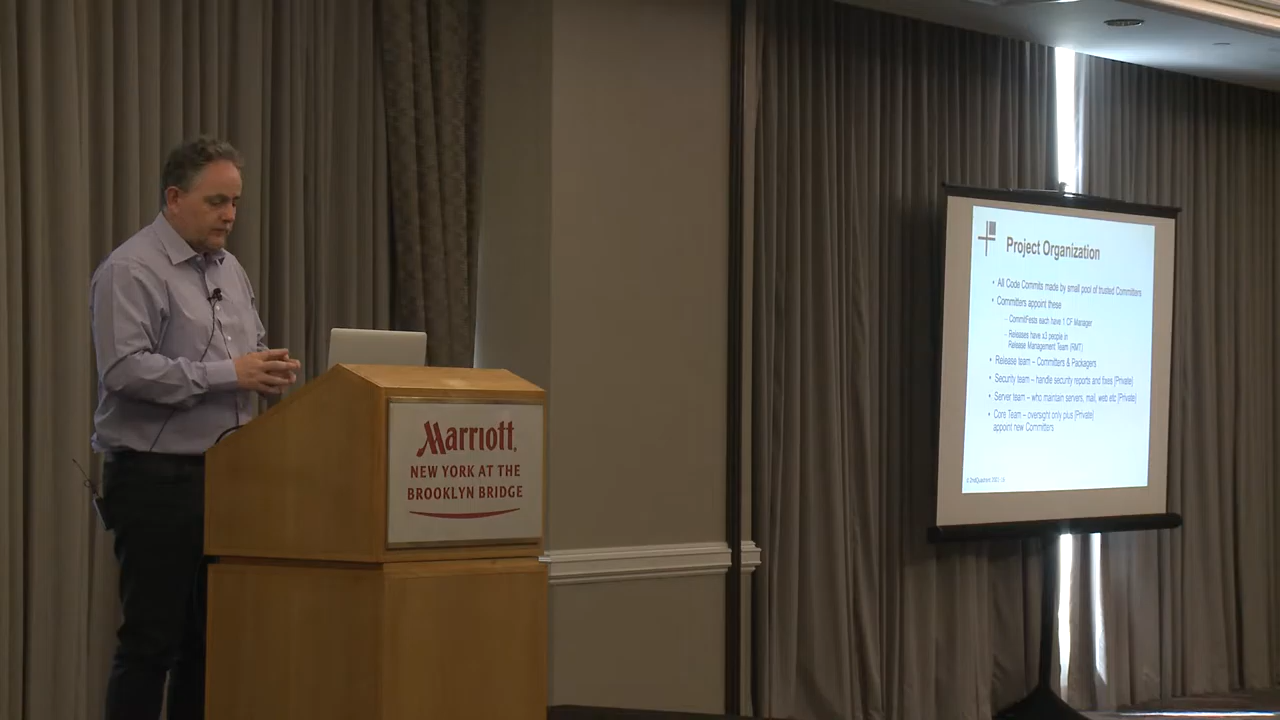 Marriott.
NEW YORK AT THE
BROOKLYN BRIDGE
Project Organization
• All Code Commits made by small pool of trusted Committers
• Committers appoint these
– CommitFests each have 1 CF Manager
– Releases have x3 people in
Release Management Team (RMT)
• Release team – Committers & Packagers
• Security team – handle security reports and fixes [Private]
• Server team – who maintain servers, mail, web etc [Private]
• Core Team – oversight only plus [Private]
appoint new Committers
© 2ndQuadrant